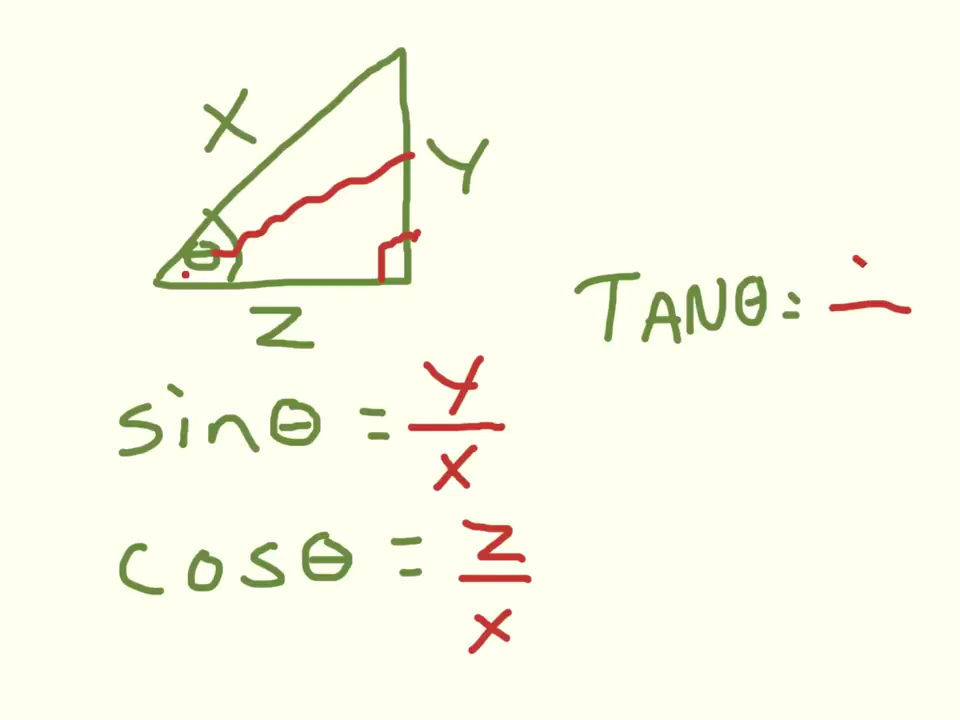 X
Y
θ
Z
TANθ =
sinθ = Y/X
cosθ = Z/X